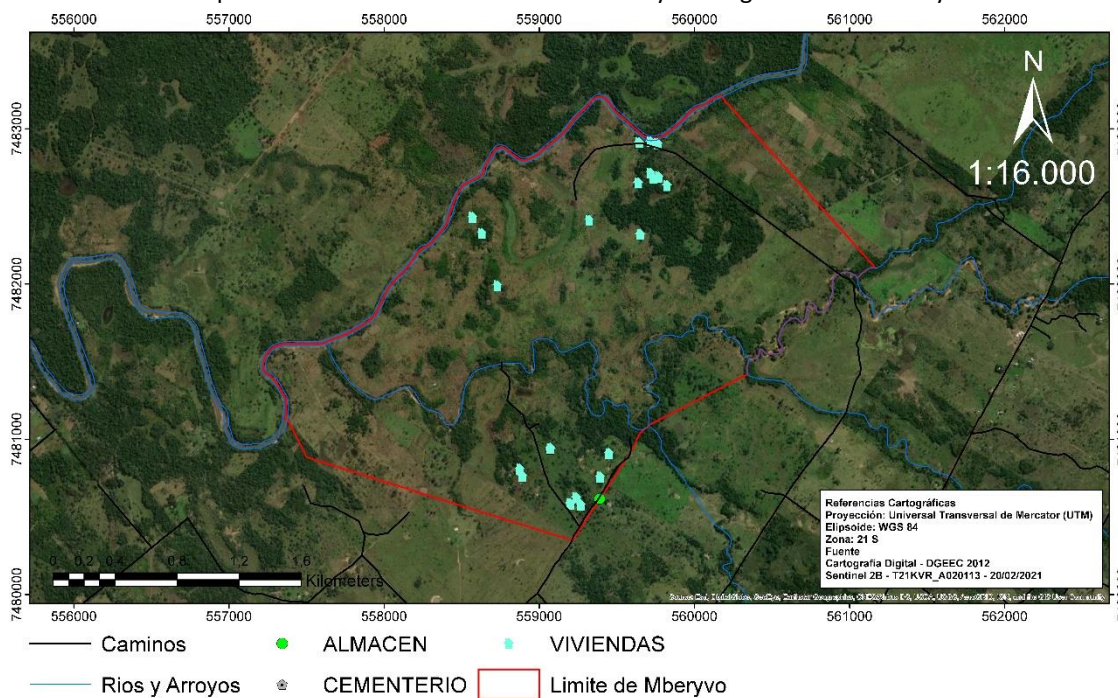 556000 557000 558000 559000 560000 561000 562000
7483000
7482000
7481000
7480000
N
1:16.000
Referencias Cartográficas
Proyección: Universal Transversal de Mercator (UTM)
Elipsoide: WGS 84
Zona: 21 S
Fuente
Cartografía Digital - DGEEC 2012
Sentinel 2B - T21KVR_A020113 - 20/02/2021
0 0.2 0.4 0.8 1.2 1.6
Kilometers
556000 557000 558000 559000 560000 561000 562000
Caminos ALMACEN VIVIENDAS
Rios y Arroyos CEMENTERIO Limite de Mberyvo